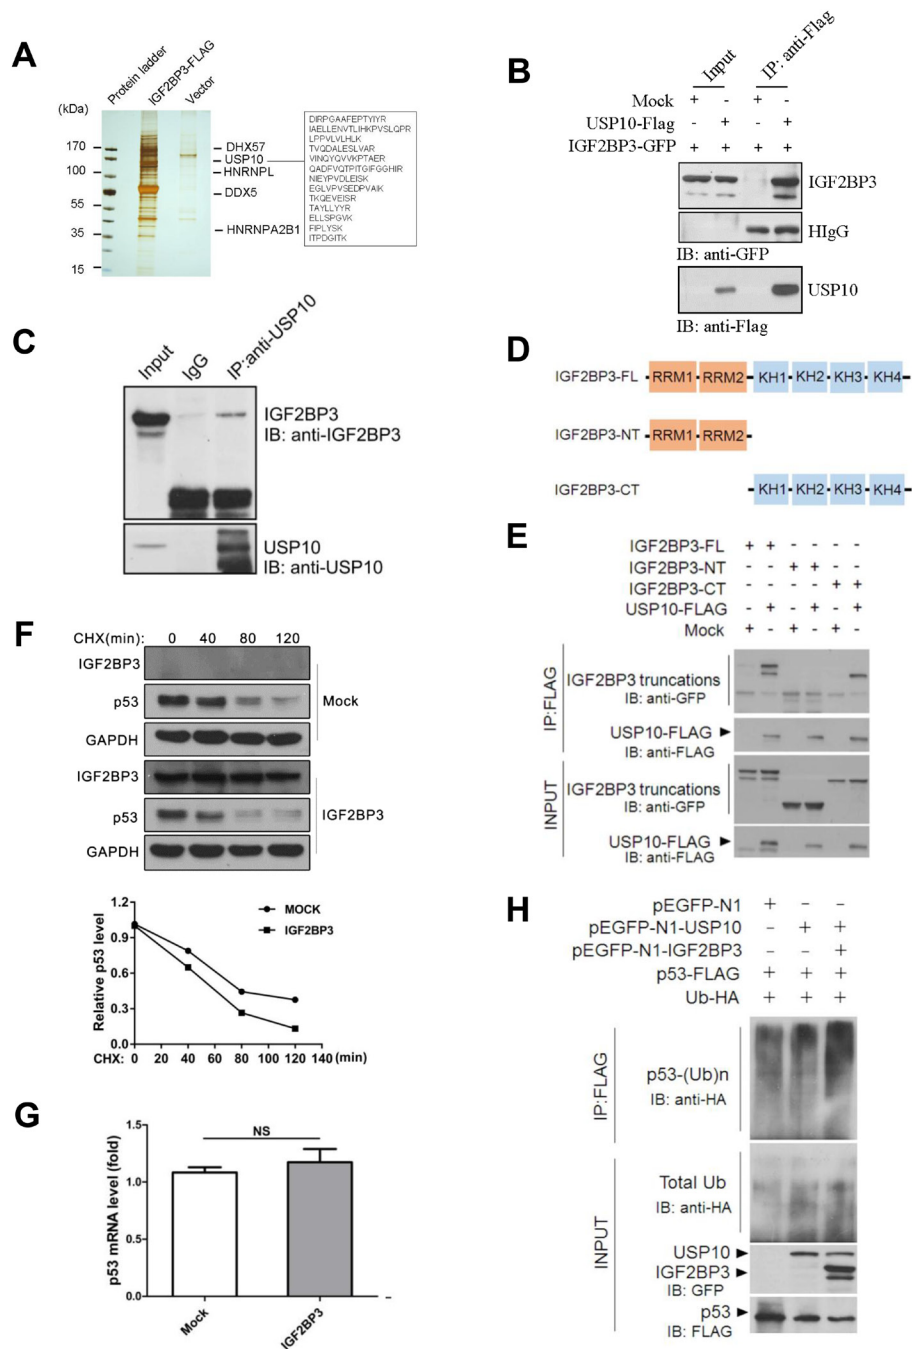 A
Protein ladder
IGF2BP3-FLAG
Vector
(kDa)
170
100
55
35
15
DHX57
USP10
HNRNPL
DDX5
HNRNPA2B1
DIRPGAAFEPTYIYR
IAELLENVTLIHKPVSLQPR
LPPVLVLHLK
TVQDALESLVAR
VINQYQVVKPTAER
QADFVQTPITGIFGGHIR
NIEYPVDLEISK
EGLVPVSEDPVAIK
TKQEVEISR
TAYLLYYR
ELLSPGVK
FIPLYSK
ITPDGITK
B
Input
IP: anti-Flag
Mock + - + -
USP10-Flag - + - +
IGF2BP3-GFP + + + +
IGF2BP3
HIgG
IB: anti-GFP
USP10
IB: anti-Flag
C
Input
IgG
IP:anti-USP10
IGF2BP3
IB: anti-IGF2BP3
USP10
IB: anti-USP10
D
IGF2BP3-FL RRM1 RRM2 KH1 KH2 KH3 KH4
IGF2BP3-NT RRM1 RRM2
IGF2BP3-CT KH1 KH2 KH3 KH4
E
IGF2BP3-FL + + - - - -
IGF2BP3-NT - - + + - -
IGF2BP3-CT - - - - + +
USP10-FLAG - + - + - +
Mock + - + - + -
IP:FLAG
IGF2BP3 truncations
IB: anti-GFP
USP10-FLAG
IB: anti-FLAG
INPUT
IGF2BP3 truncations
IB: anti-GFP
USP10-FLAG
IB: anti-FLAG
F
CHX(min): 0 40 80 120
IGF2BP3
p53
GAPDH
Mock
IGF2BP3
p53
GAPDH
IGF2BP3
Relative p53 level
1.2
0.9
0.6
0.3
0.0
MOCK
IGF2BP3
CHX: 0 20 40 60 80 100 120 140 (min)
G
p53 mRNA level (fold)
1.5
1.0
0.5
0.0
NS
Mock
IGF2BP3
H
pEGFP-N1 + - -
pEGFP-N1-USP10 - + +
pEGFP-N1-IGF2BP3 - - +
p53-FLAG + + +
Ub-HA + + +
IP:FLAG
p53-(Ub)n
IB: anti-HA
INPUT
Total Ub
IB: anti-HA
USP10
IGF2BP3
IB: GFP
p53
IB: FLAG